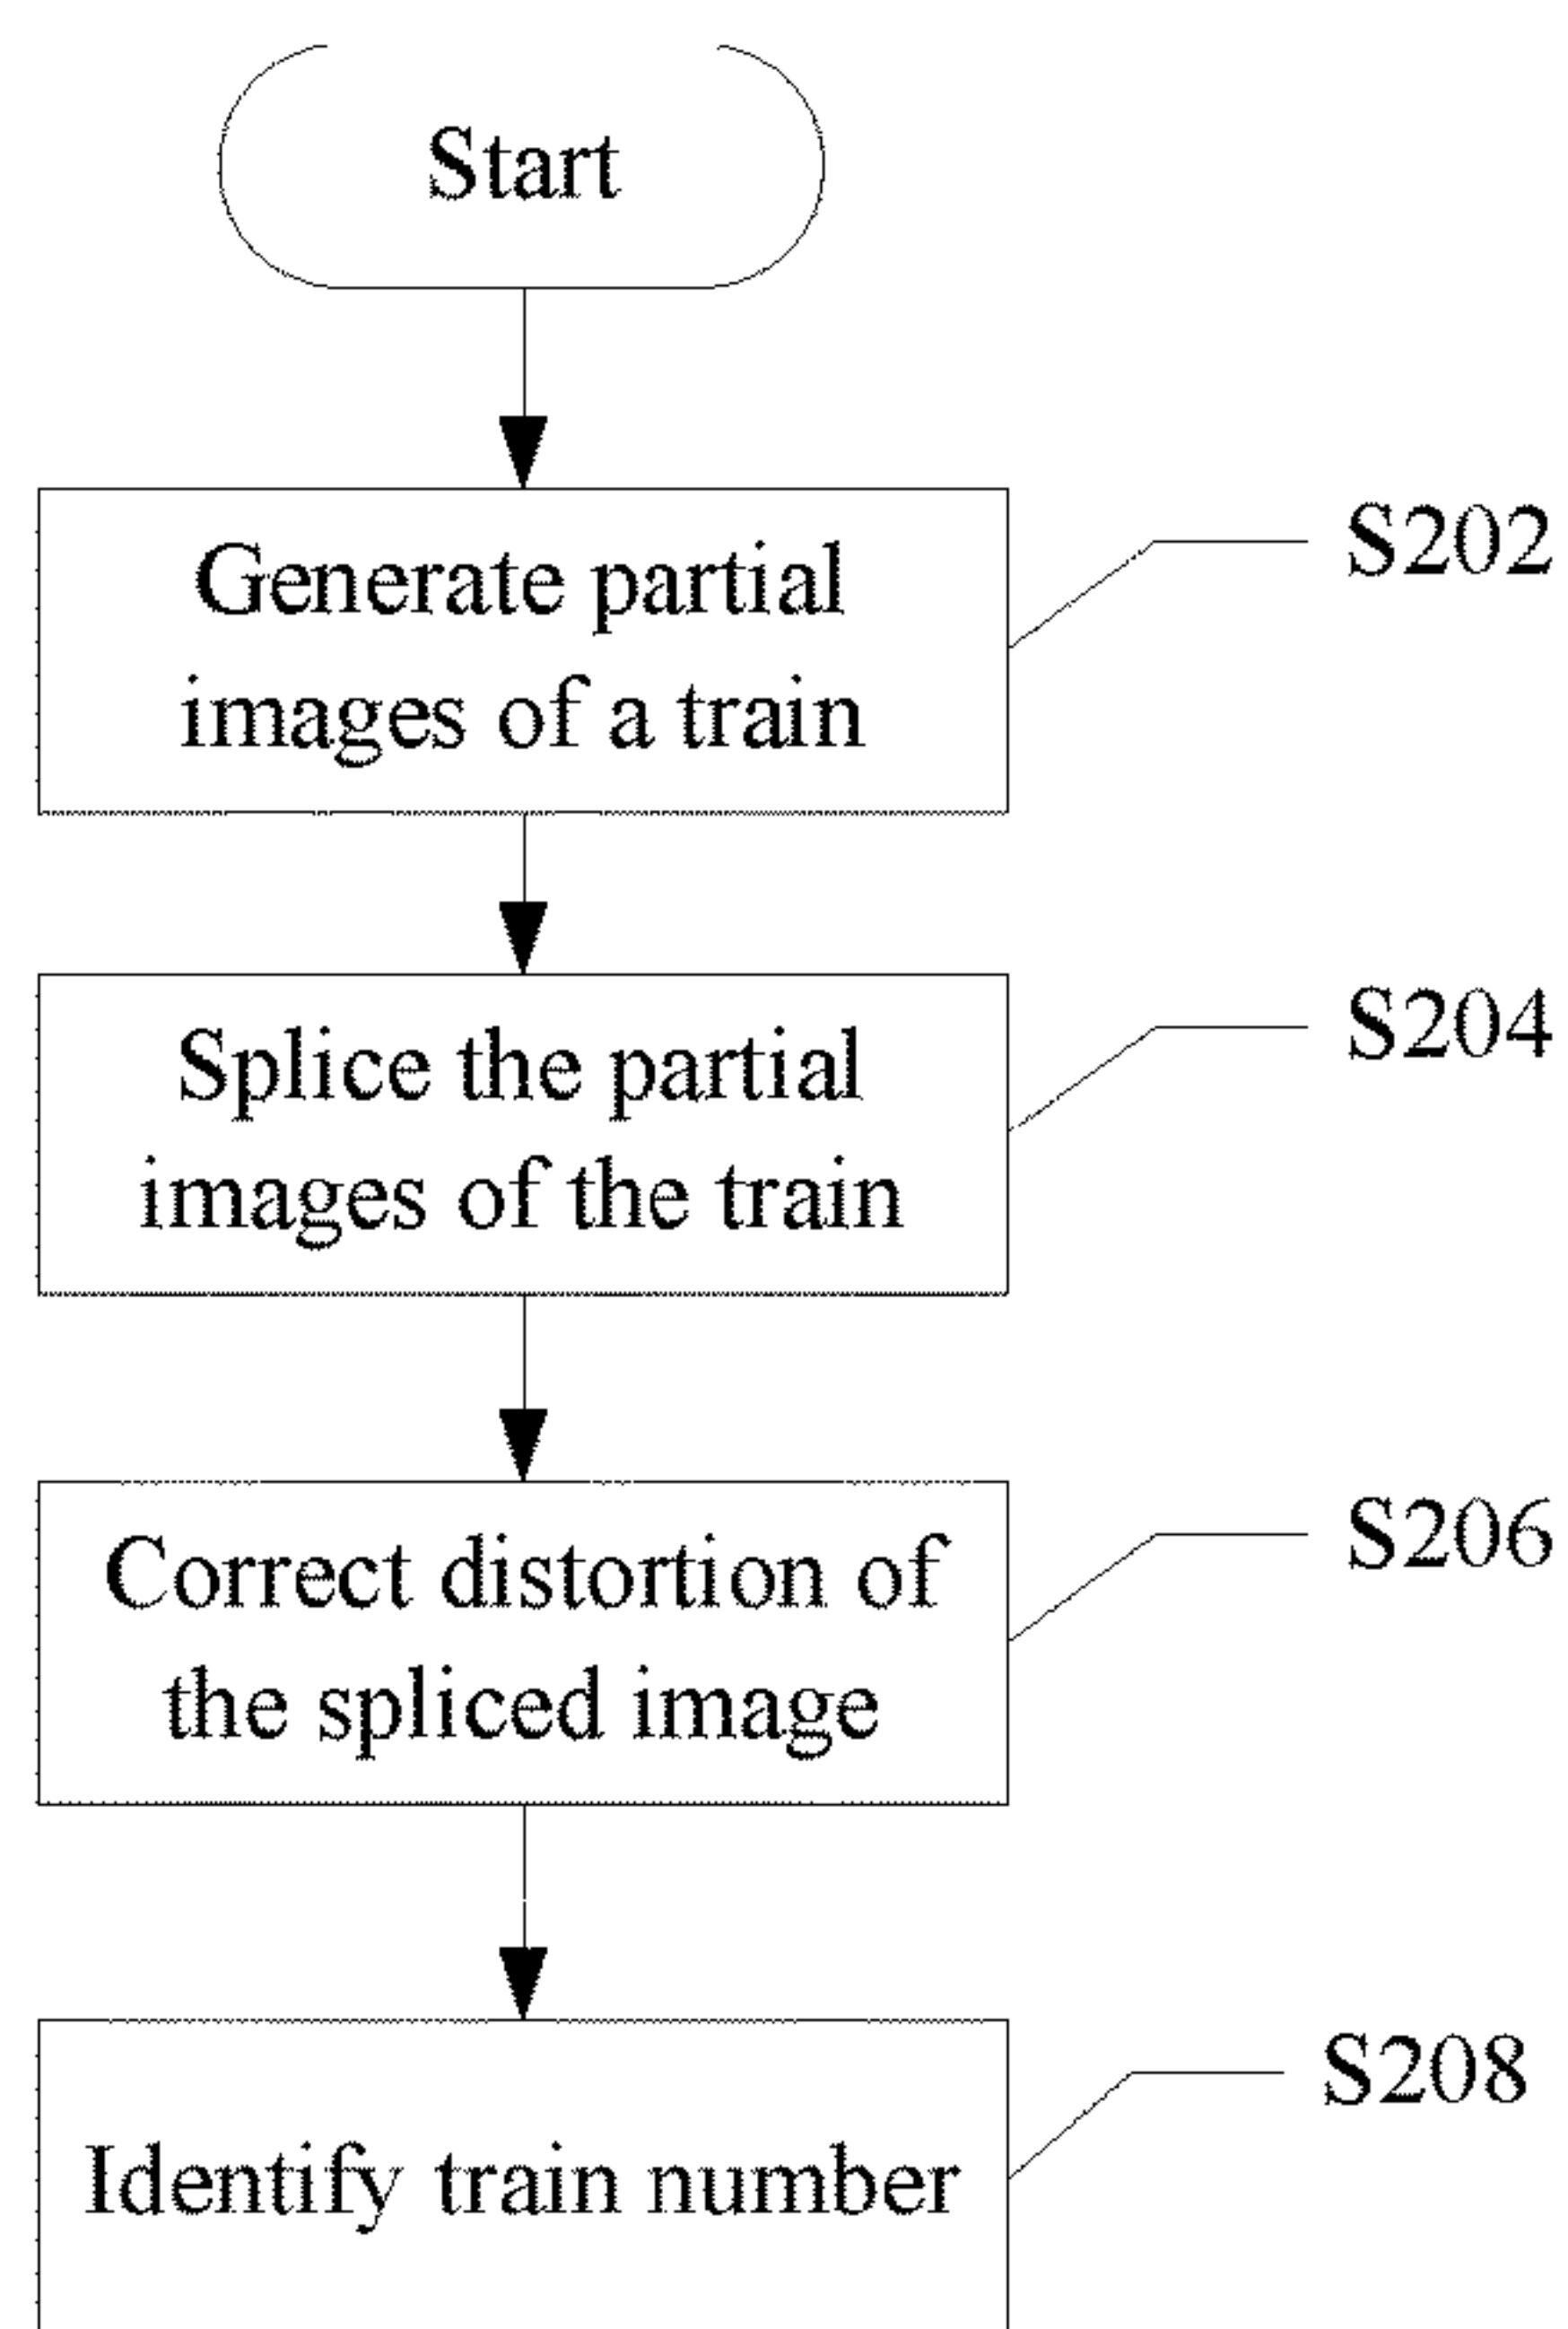 Start
Generate partial
images of a train
S202
Splice the partial
images of the train
S204
Correct distortion of
the spliced image
S206
Identify train number
S208